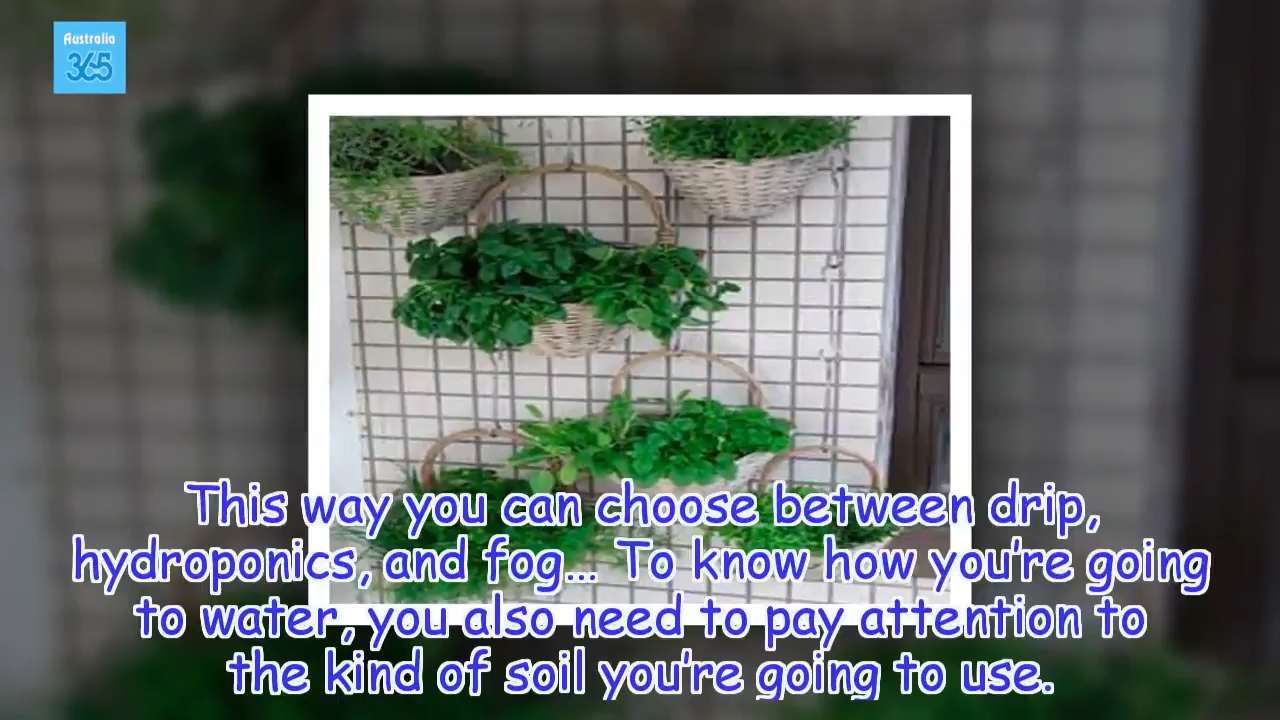 Australia
365
This way you can choose between drip,
hydroponics, and fog... To know how you're going
to water, you also need to pay attention to
the kind of soil you're going to use.